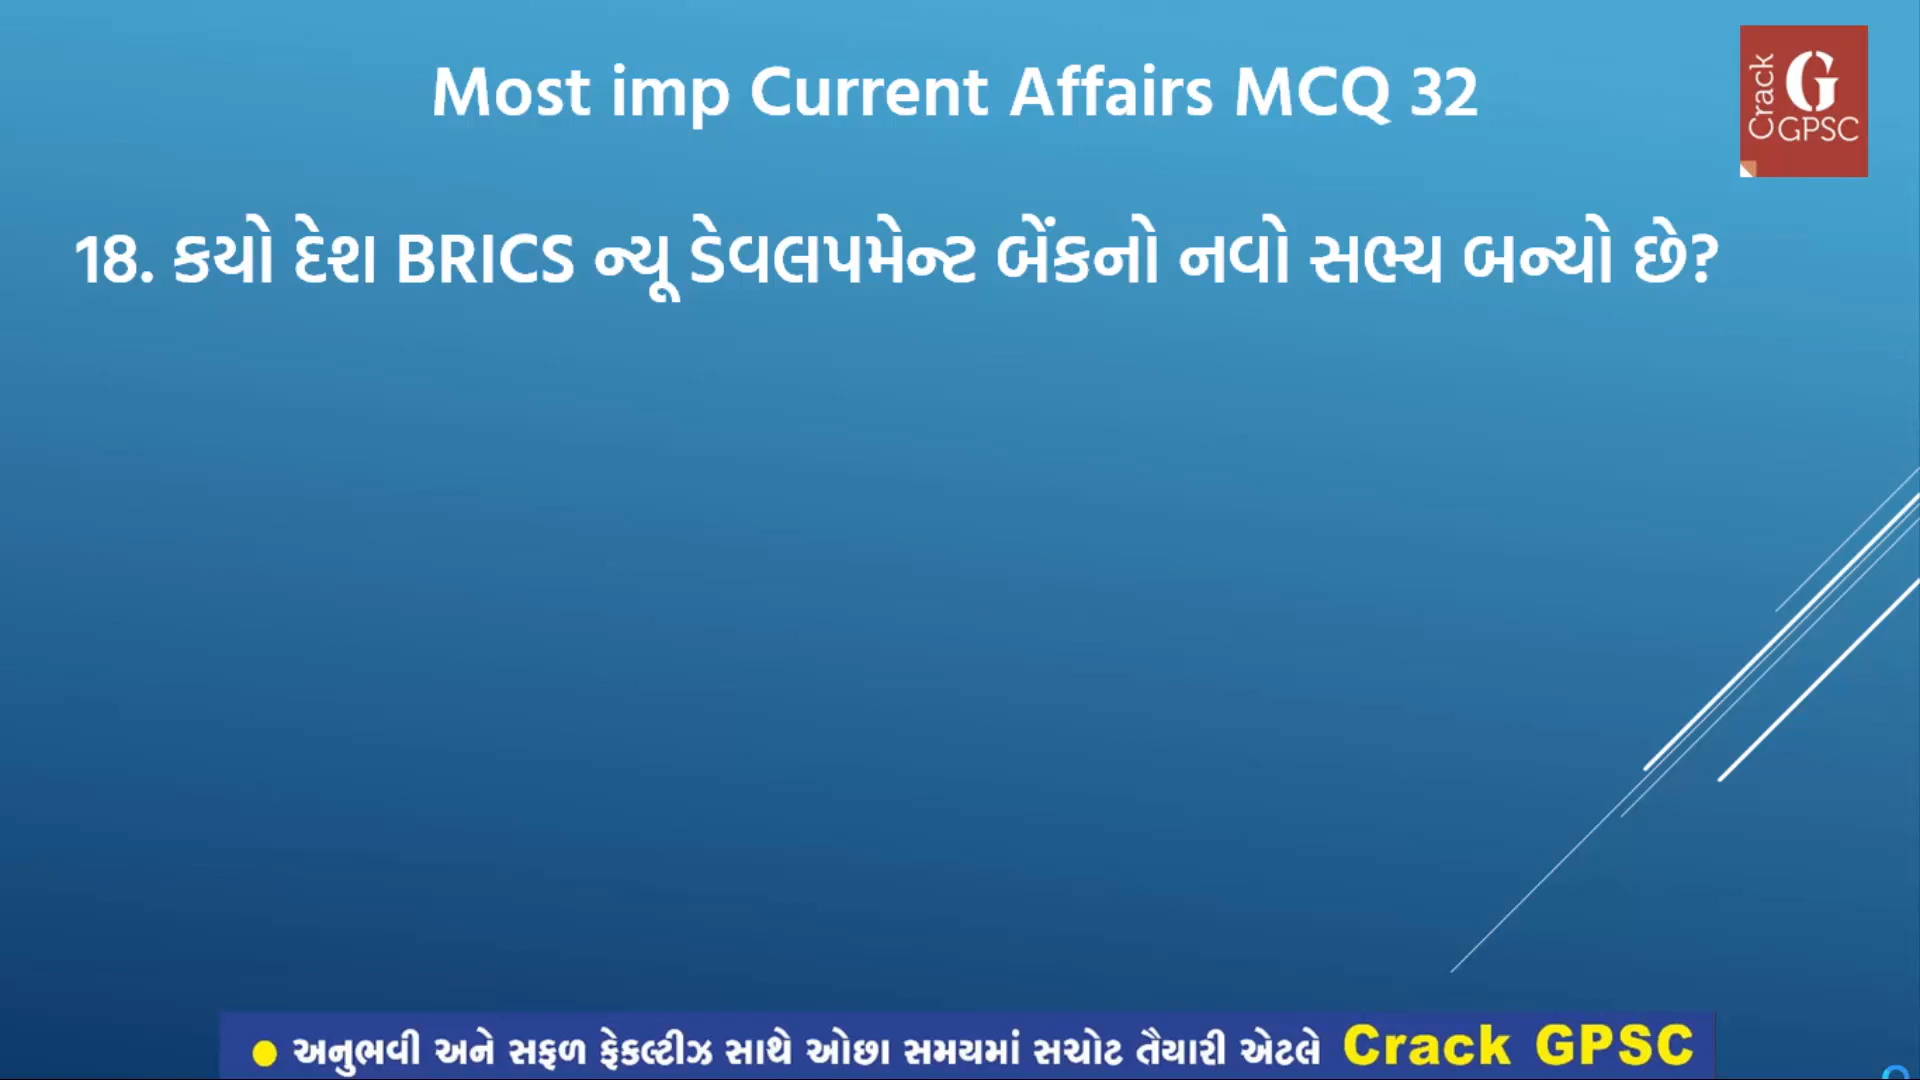 Most imp Current Affairs MCQ 32
Crack
G
GPSC
18. કયો દેશ BRICS ન્યૂ ડેવલપમેન્ટ બેંકનો નવો સભ્ય બન્યો છે?
અનુભવી અને સફળ ફેકલ્ટીઝ સાથે ઓછા સમયમાં સચોટ તૈયારી એટલે Crack GPSC